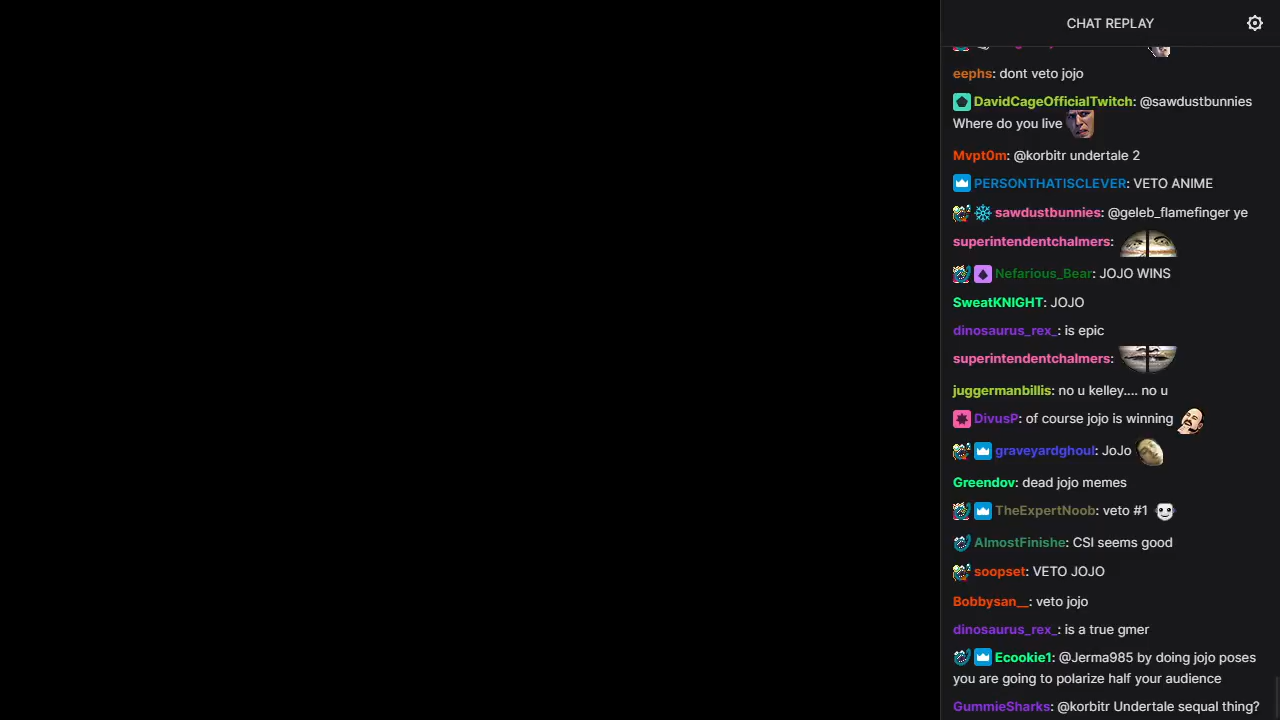 CHAT REPLAY
eephs: dont veto jojo
DavidCageOfficialTwitch: @sawdustbunnies
Where do you live
Mvpt0m: @korbitr undertale 2
PERSONTHATISCLEVER: VETO ANIME
sawdustbunnies: @geleb_flamefinger ye
superintendentchalmers:
Nefarious_Bear: JOJO WINS
SweatKNIGHT: JOJO
dinosaurus_rex_: is epic
superintendentchalmers:
juggermanbillis: no u kelley.... no u
DivusP: of course jojo is winning
graveyardghoul: JoJo
Greendov: dead jojo memes
TheExpertNoob: veto #1
AlmostFinishe: CSI seems good
soopset: VETO JOJO
Bobbysan__: veto jojo
dinosaurus_rex_: is a true gmer
Ecookie1: @Jerma985 by doing jojo poses
you are going to polarize half your audience
GummieSharks: @korbitr Undertale sequal thing?